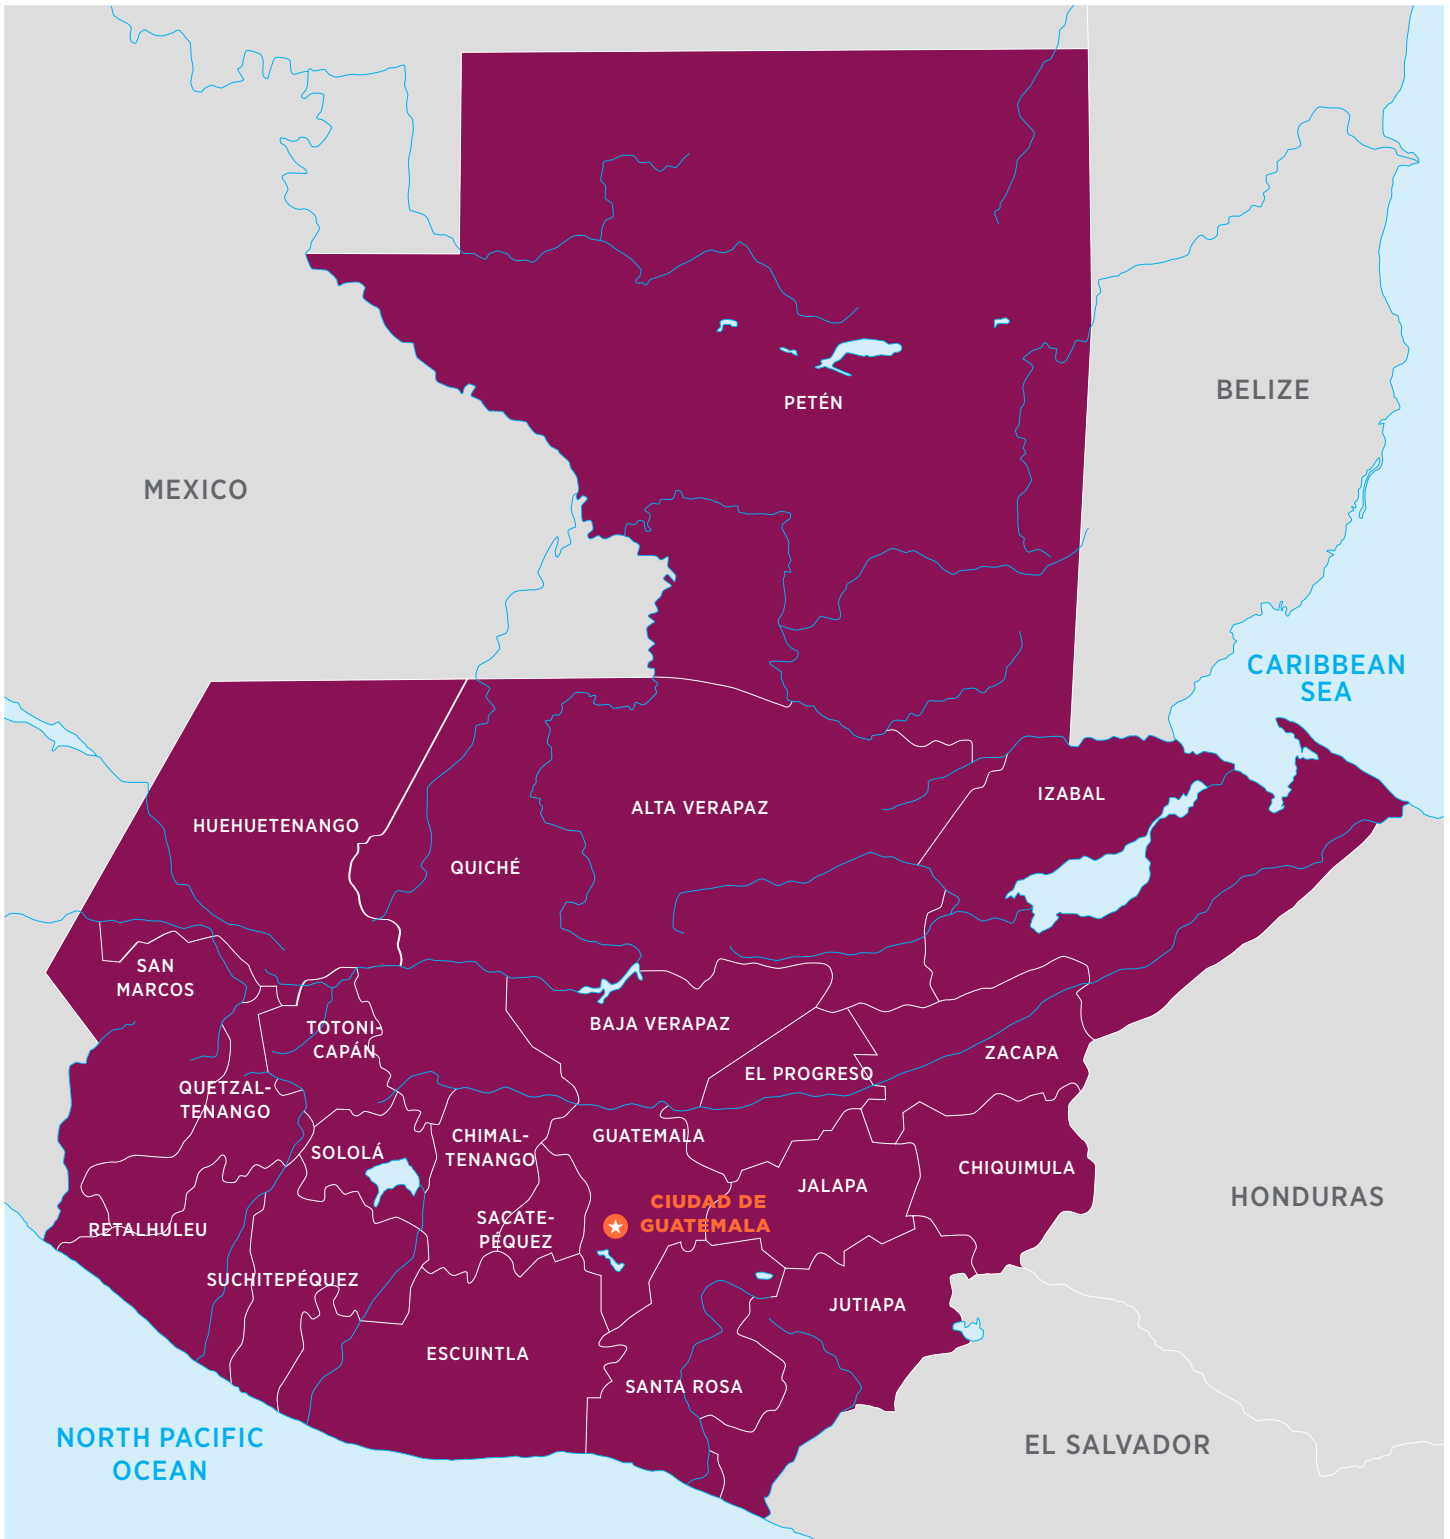 BELIZE
PETÉN
MEXICO
CARIBBEAN
SEA
IZABAL
ALTA VERAPAZ
HUEHUETENANGO
QUICHÉ
SAN
MARCOS
BAJA VERAPAZ
TOTONI-
CAPÁN
ZACAPA
EL PROGRESO
QUETZAL-
TENANGO
CHIMAL-
TENANGO
GUATEMALA
SOLOLÁ
CHIQUIMULA
JALAPA
HONDURAS
CIUDAD DE
GUATEMALA
SACATE-
PÉQUEZ
RETALHULEU
SUCHITEPÉQUEZ
JUTIAPA
ESCUINTLA
SANTA ROSA
NORTH PACIFIC
OCEAN
EL SALVADOR